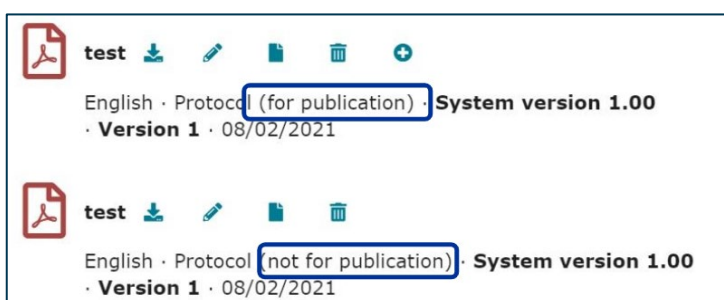 test
English · Protocol (for publication) · System version 1.00
· Version 1 · 08/02/2021
test
English · Protocol (not for publication) · System version 1.00
· Version 1 · 08/02/2021